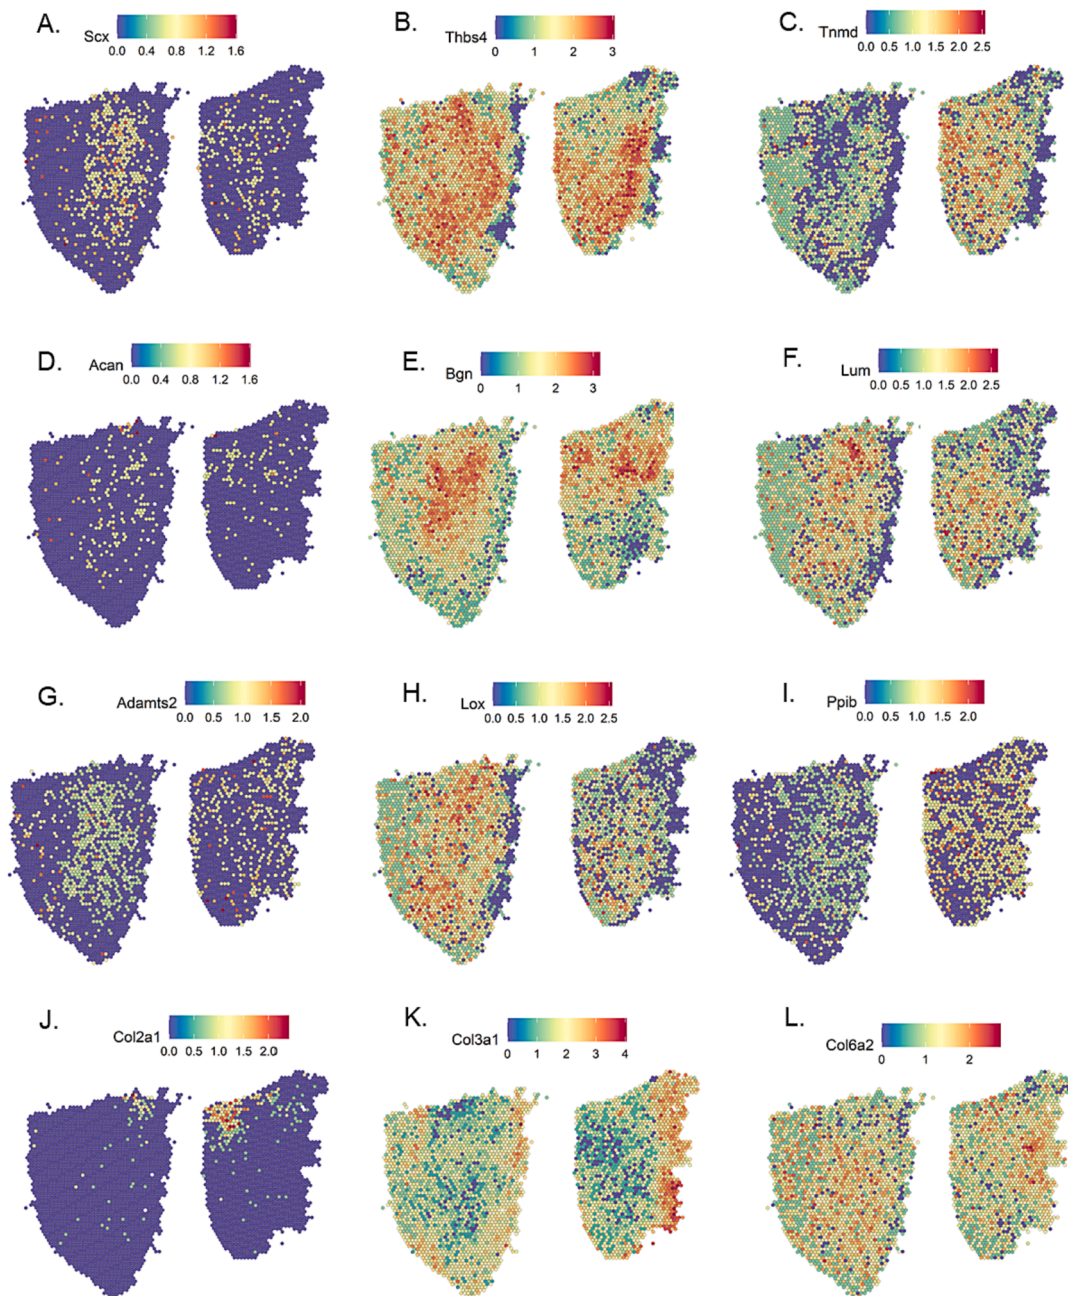 A. Scx
0.0 0.4 0.8 1.2 1.6
B. Thbs4
0 1 2 3
C. Tnmd
0.0 0.5 1.0 1.5 2.0 2.5
D. Acan
0.0 0.4 0.8 1.2 1.6
E. Bgn
0 1 2 3
F. Lum
0.0 0.5 1.0 1.5 2.0 2.5
G. Adamts2
0.0 0.5 1.0 1.5 2.0
H. Lox
0.0 0.5 1.0 1.5 2.0 2.5
I. Ppib
0.0 0.5 1.0 1.5 2.0
J. Col2a1
0.0 0.5 1.0 1.5 2.0
K. Col3a1
0 1 2 3 4
L. Col6a2
0 1 2